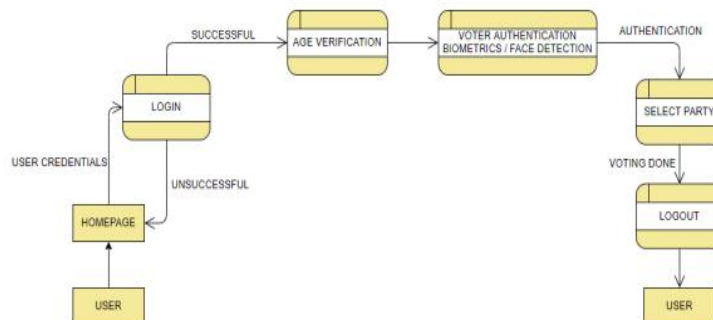 SUCCESSFUL
AGE VERIFICATION
VOTER AUTHENTICATION
BIOMETRICS / FACE DETECTION
AUTHENTICATION
LOGIN
SELECT PARTY
USER CREDENTIALS
UNSUCCESSFUL
VOTING DONE
HOMEPAGE
LOGOUT
USER
USER